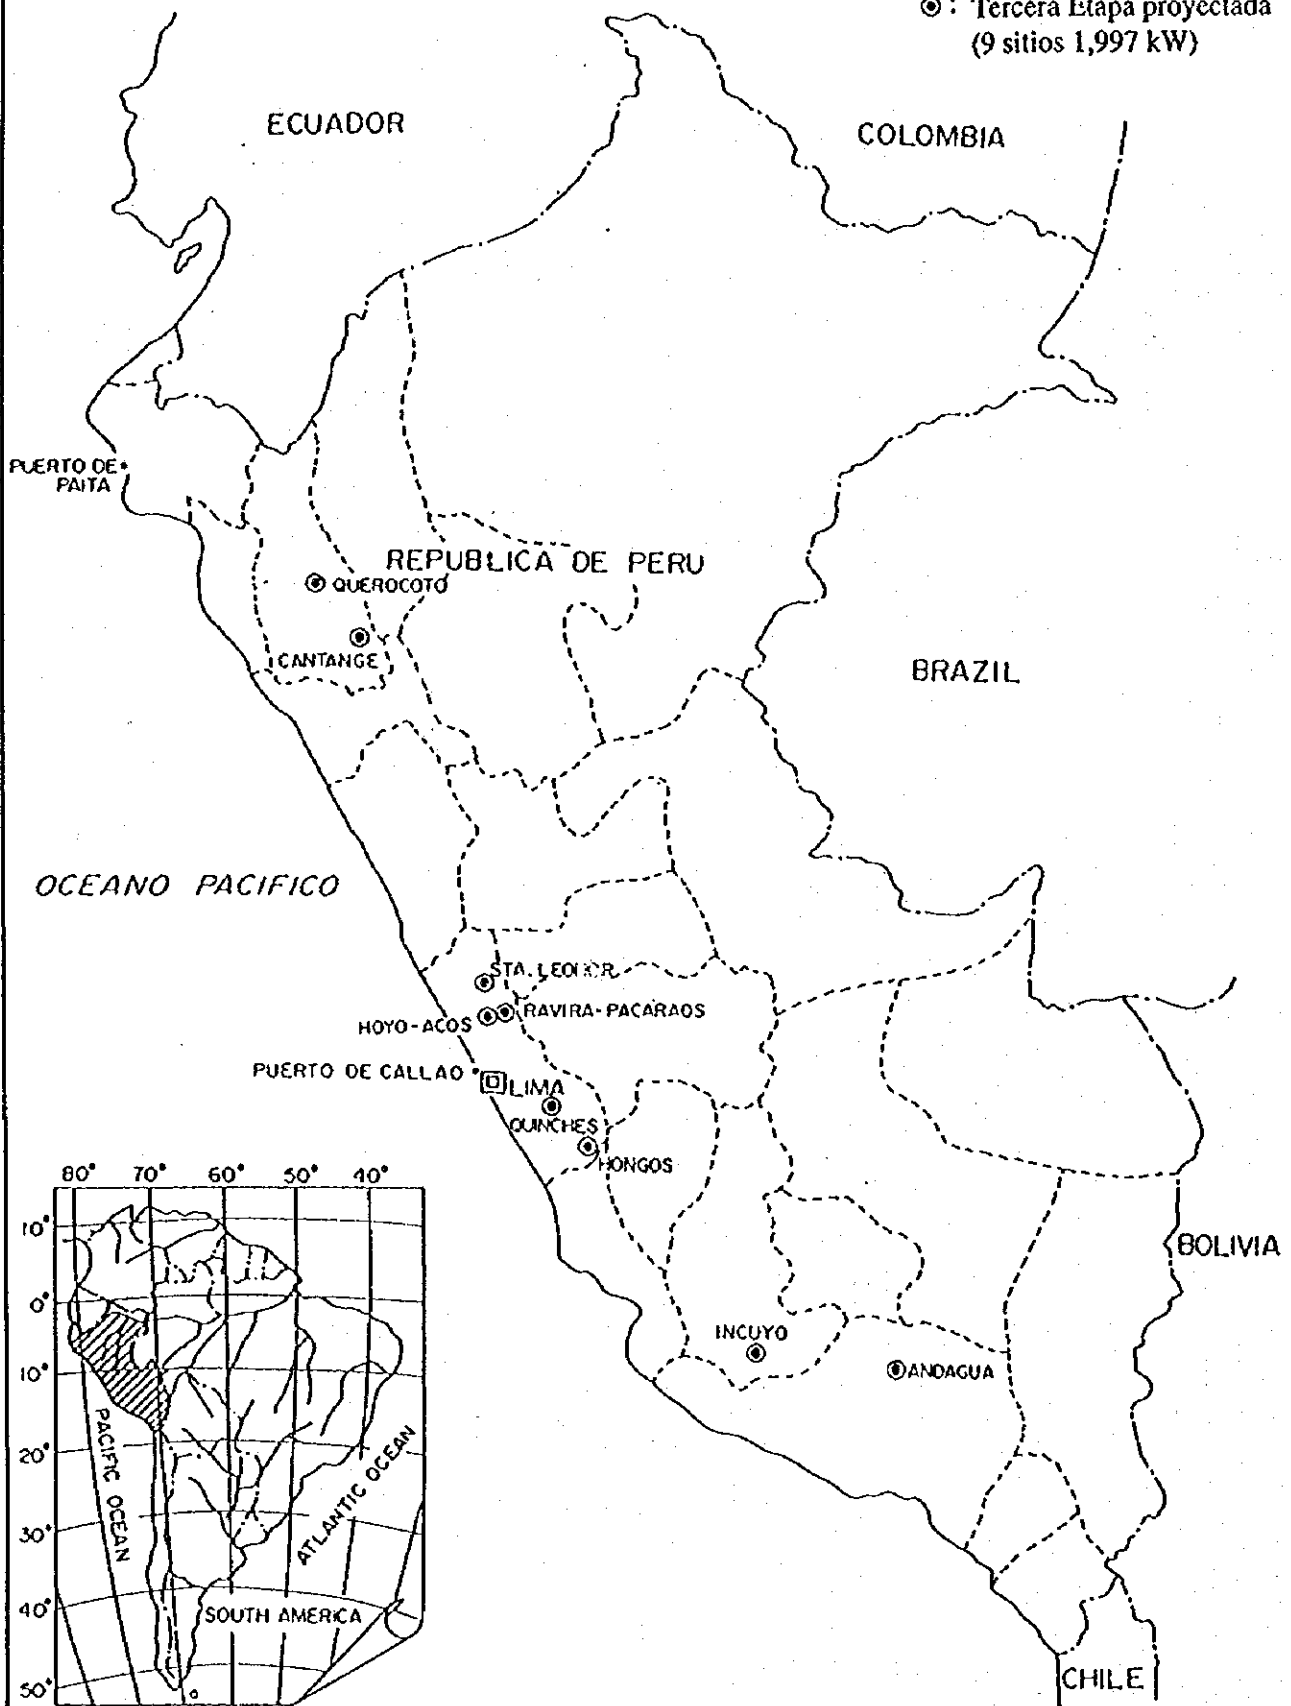 ◉ : Tercera Etapa proyectada
(9 sitios 1,997 kW)
ECUADOR
COLOMBIA
PUERTO DE
PAITA
REPUBLICA DE PERU
QUEROCOTO
CANTANGE
BRAZIL
OCEANO PACIFICO
STA. LEONOR
RAVIRA-PACARAOS
HOYO-ACOS
PUERTO DE CALLAO
LIMA
QUINCHES
HONGOS
BOLIVIA
INCUYO
ANDAGUA
CHILE
80° 70° 60° 50° 40°
10°
0°
10°
20°
30°
40°
50°
PACIFIC OCEAN
ATLANTIC OCEAN
SOUTH AMERICA